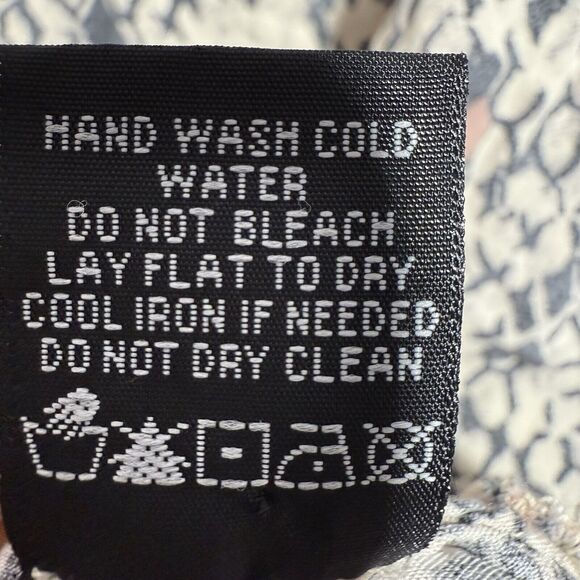 HAND WASH COLD
WATER
DO NOT BLEACH
LAY FLAT TO DRY
COOL IRON IF NEEDED
DO NOT DRY CLEAN